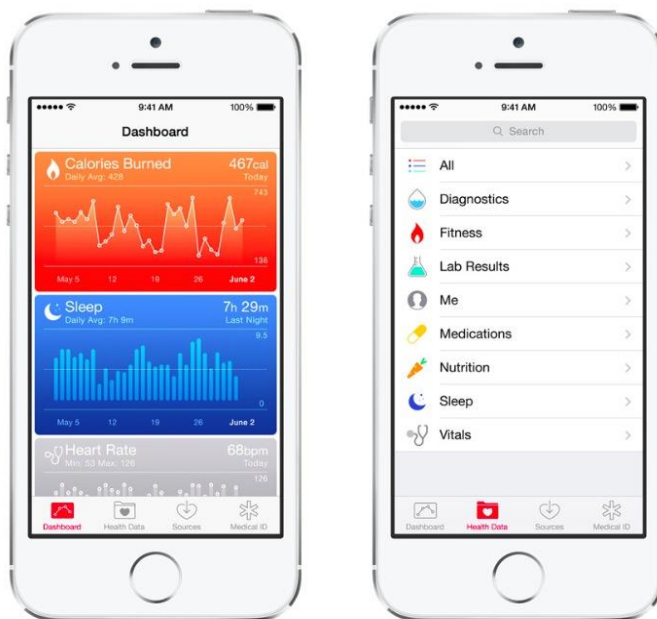 9:41 AM 100%
Dashboard
Calories Burned 467cal
Daily Avg: 428 Today
743
136
May 5 12 19 26 June 2
Sleep 7h 29m
Daily Avg: 7h 9m Last Night
9.5
0
May 5 12 19 26 June 2
Heart Rate 68bpm
Min: 53 Max: 126 Today
126
Dashboard Health Data Sources Medical ID
9:41 AM 100%
Search
All
Diagnostics
Fitness
Lab Results
Me
Medications
Nutrition
Sleep
Vitals
Dashboard Health Data Sources Medical ID